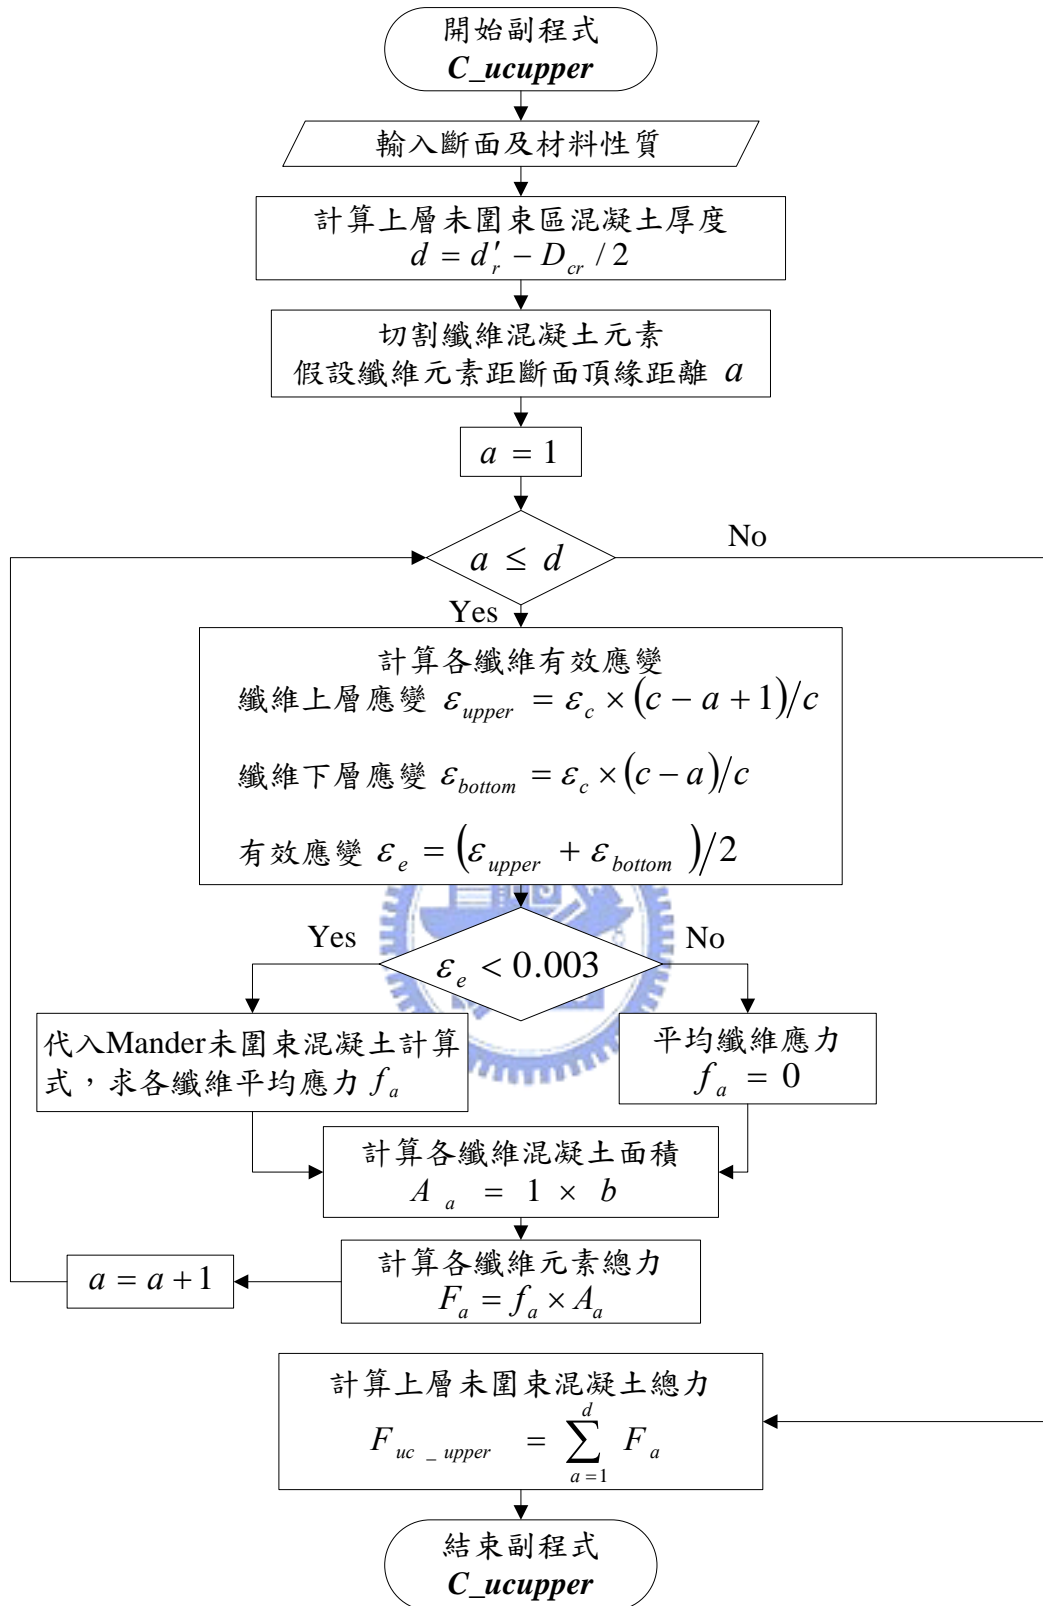 開始副程式
C_ucupper
輸入斷面及材料性質
計算上層未圍束區混凝土厚度
d = d'_r − D_cr / 2
切割纖維混凝土元素
假設纖維元素距斷面頂緣距離 a
a = 1
a ≤ d
No
Yes
計算各纖維有效應變
纖維上層應變 ε_upper = ε_c × (c − a + 1)/c
纖維下層應變 ε_bottom = ε_c × (c − a)/c
有效應變 ε_e = (ε_upper + ε_bottom)/2
Yes
ε_e < 0.003
No
代入Mander未圍束混凝土計算
式，求各纖維平均應力 f_a
平均纖維應力
f_a = 0
計算各纖維混凝土面積
A_a = 1 × b
計算各纖維元素總力
F_a = f_a × A_a
a = a + 1
計算上層未圍束混凝土總力
F_uc_upper = ∑_{a=1}^{d} F_a
結束副程式
C_ucupper